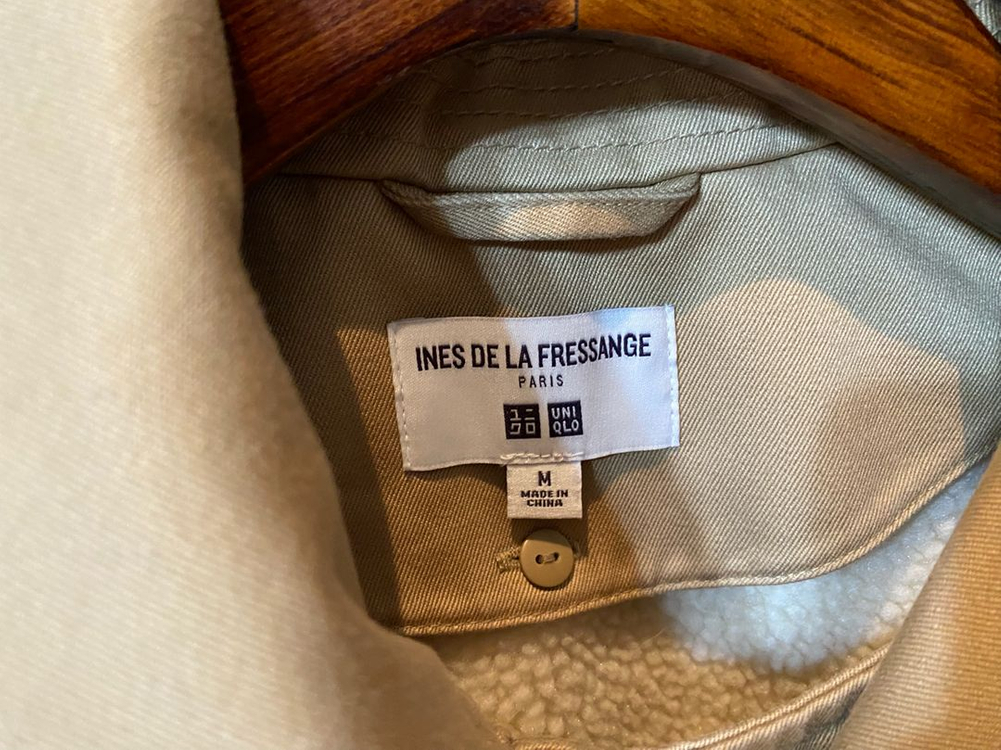 INES DE LA FRESSANGE
PARIS
ユニ UNI
クロ QLO
M
MADE IN
CHINA